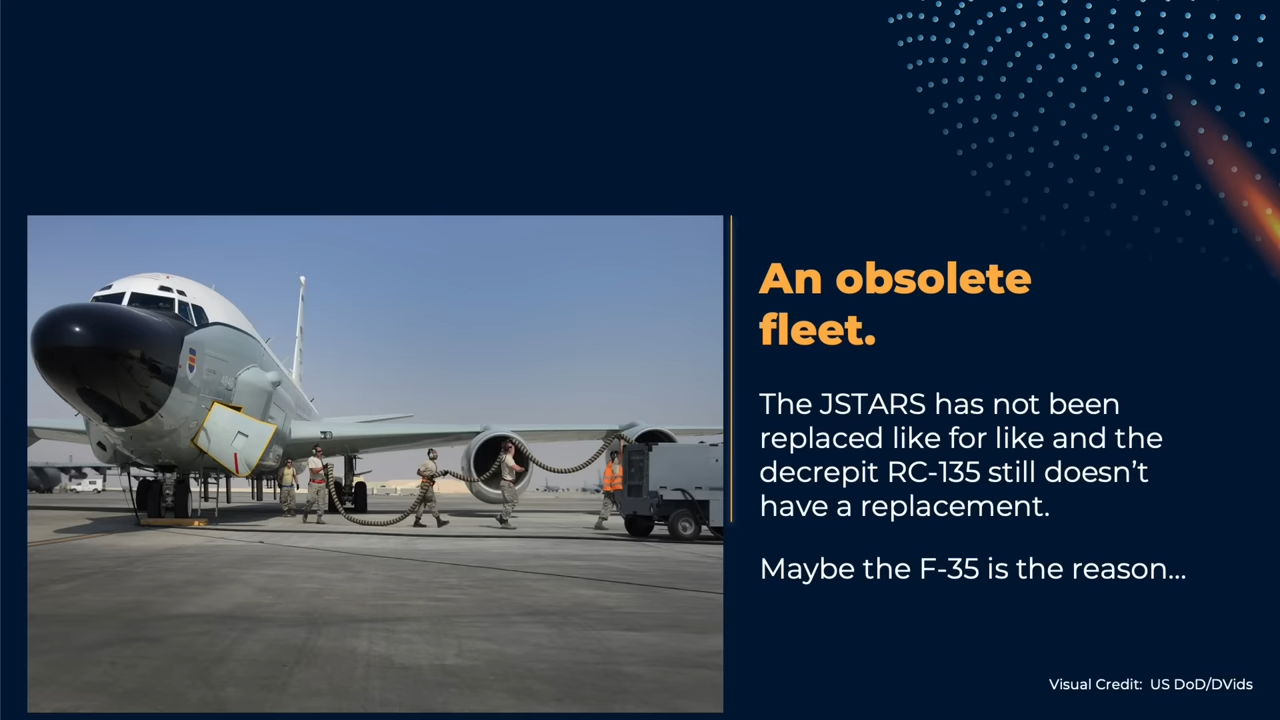 An obsolete
fleet.
The JSTARS has not been
replaced like for like and the
decrepit RC-135 still doesn’t
have a replacement.
Maybe the F-35 is the reason...
Visual Credit:  US DoD/DVids